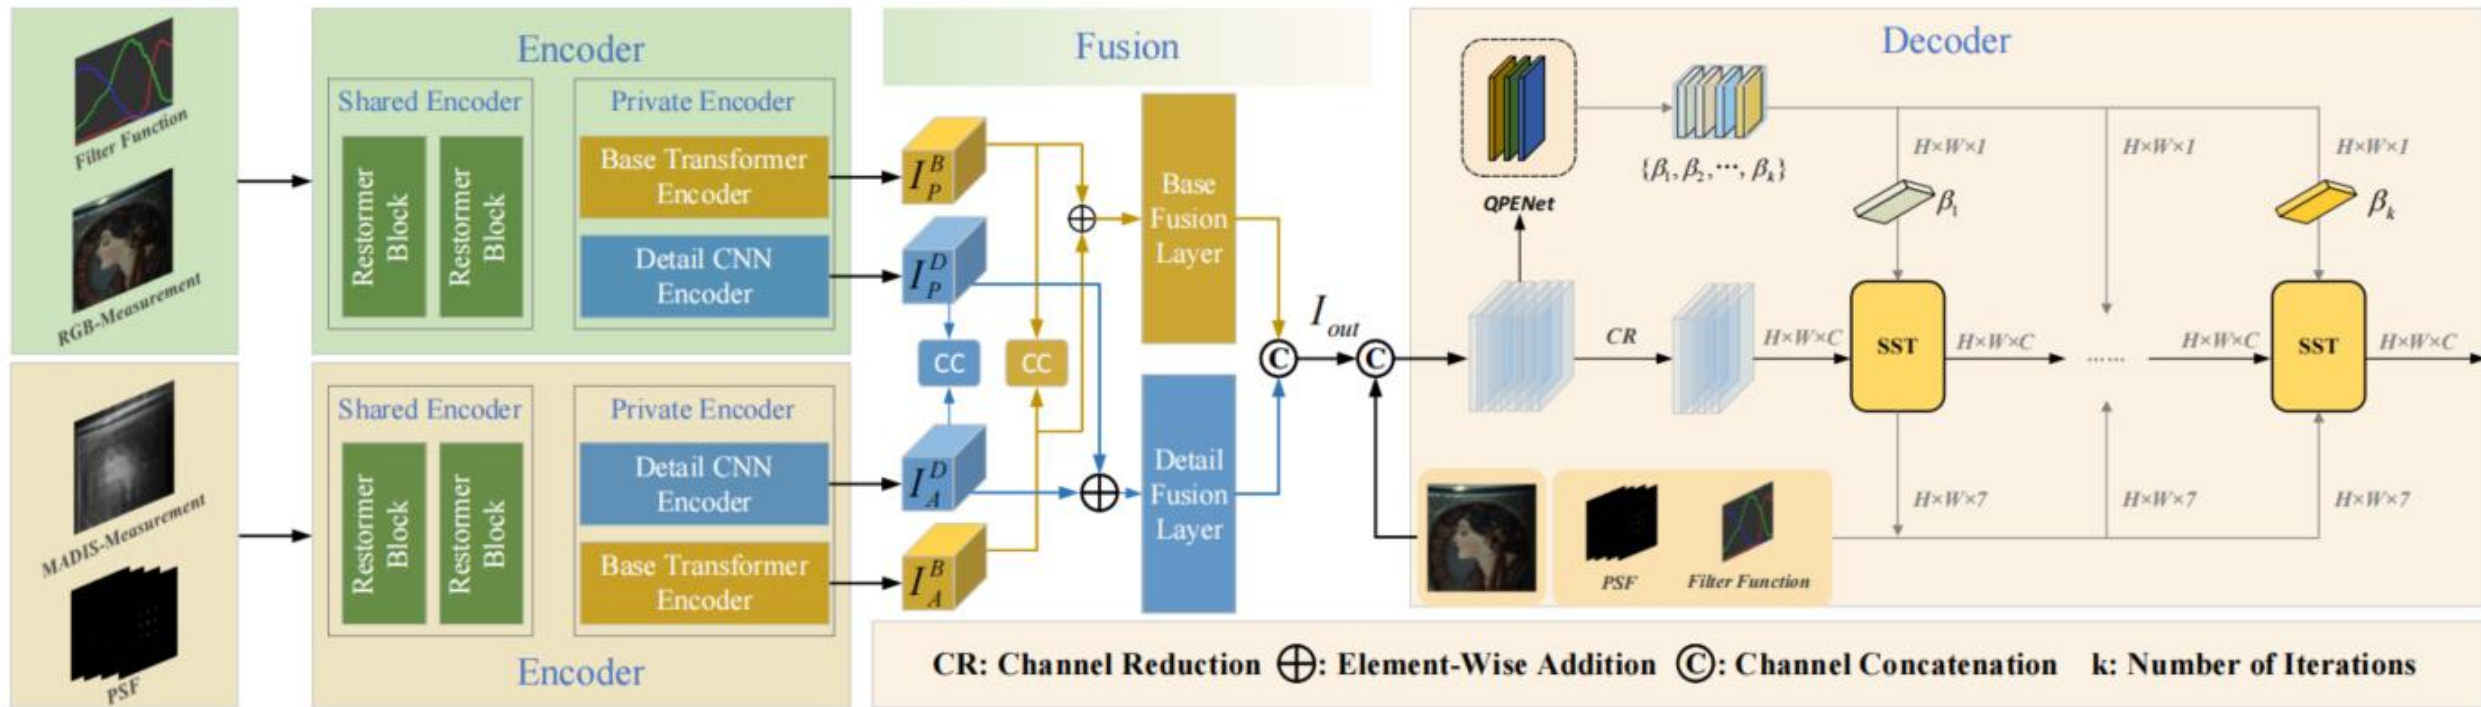 Filter Function
RGB-Measurement
Encoder
Shared Encoder
Restormer
Block
Restormer
Block
Private Encoder
Base Transformer
Encoder
Detail CNN
Encoder
MADIS-Measurement
PSF
Shared Encoder
Restormer
Block
Restormer
Block
Private Encoder
Detail CNN
Encoder
Base Transformer
Encoder
Encoder
Fusion
I_P^B
I_P^D
CC
CC
I_A^D
I_A^B
Base
Fusion
Layer
Detail
Fusion
Layer
C
I_out
C
Decoder
QPENet
{β₁, β₂, ⋯, β_k}
H×W×1
H×W×1
H×W×1
β₁
β_k
CR
H×W×C
SST
H×W×C
......
H×W×C
SST
H×W×C
H×W×7
H×W×7
H×W×7
PSF
Filter Function
CR: Channel Reduction ⊕: Element-Wise Addition Ⓒ: Channel Concatenation k: Number of Iterations